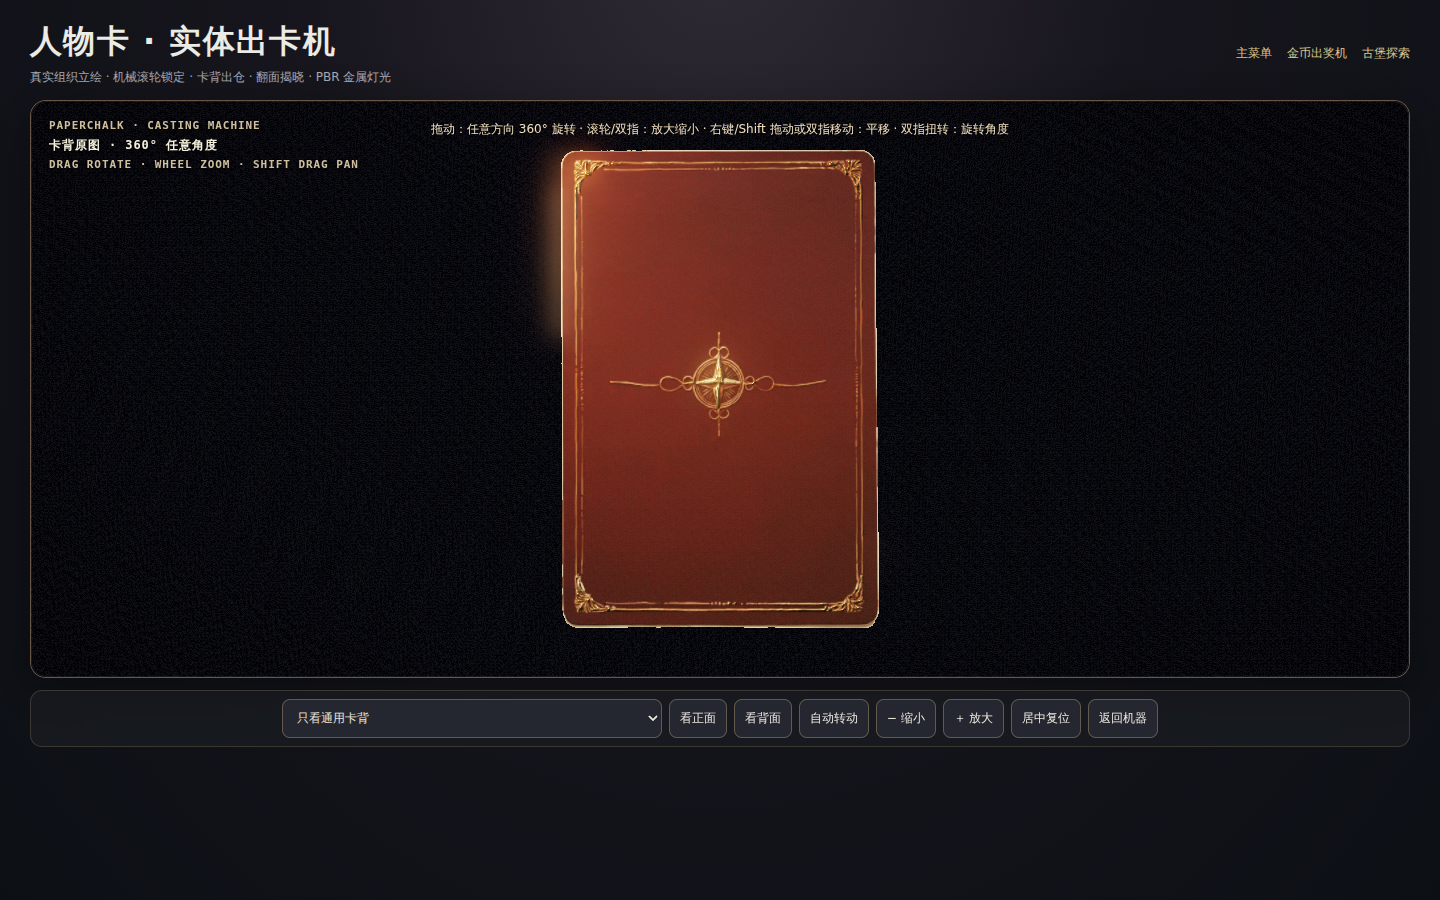 人物卡 · 实体出卡机
真实组织立绘 · 机械滚轮锁定 · 卡背出仓 · 翻面揭晓 · PBR 金属灯光
主菜单 金币出奖机 古堡探索
PAPERCHALK · CASTING MACHINE
卡背原图 · 360° 任意角度
DRAG ROTATE · WHEEL ZOOM · SHIFT DRAG PAN
拖动：任意方向 360° 旋转 · 滚轮/双指：放大缩小 · 右键/Shift 拖动或双指移动：平移 · 双指扭转：旋转角度
只看通用卡背 看正面 看背面 自动转动 − 缩小 + 放大 居中复位 返回机器